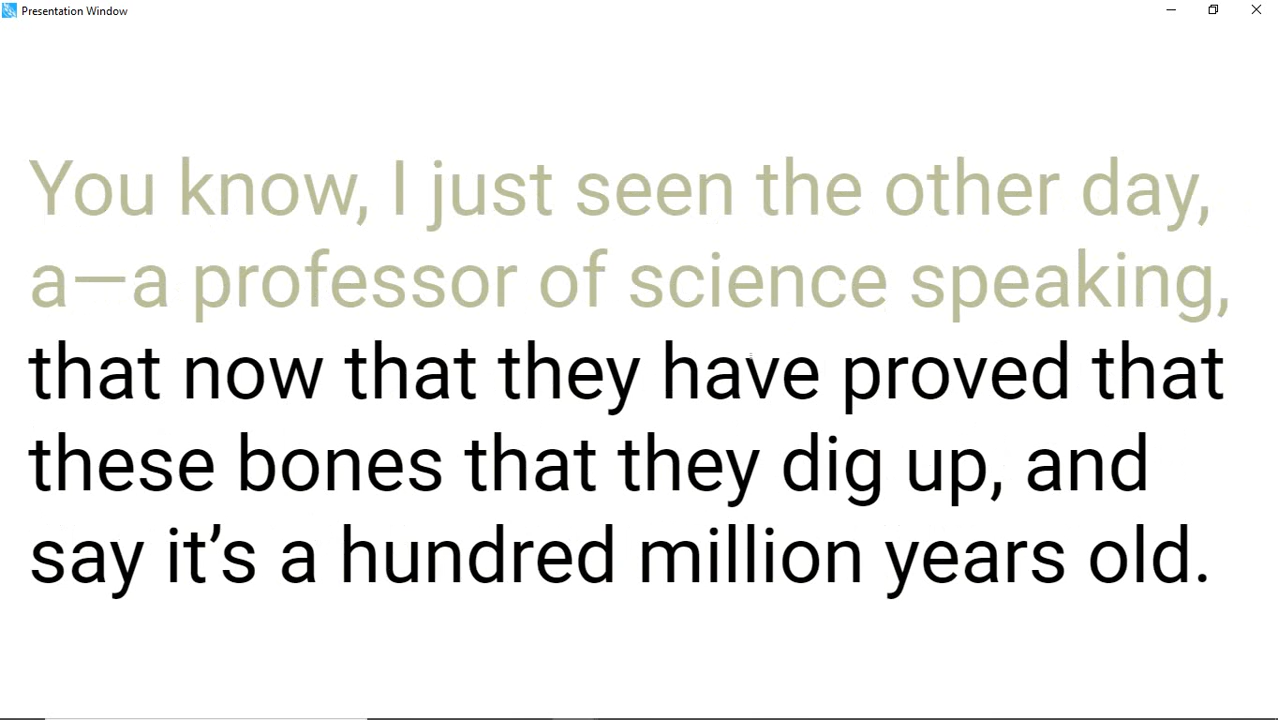 Presentation Window
You know, I just seen the other day,
a—a professor of science speaking,
that now that they have proved that
these bones that they dig up, and
say it’s a hundred million years old.